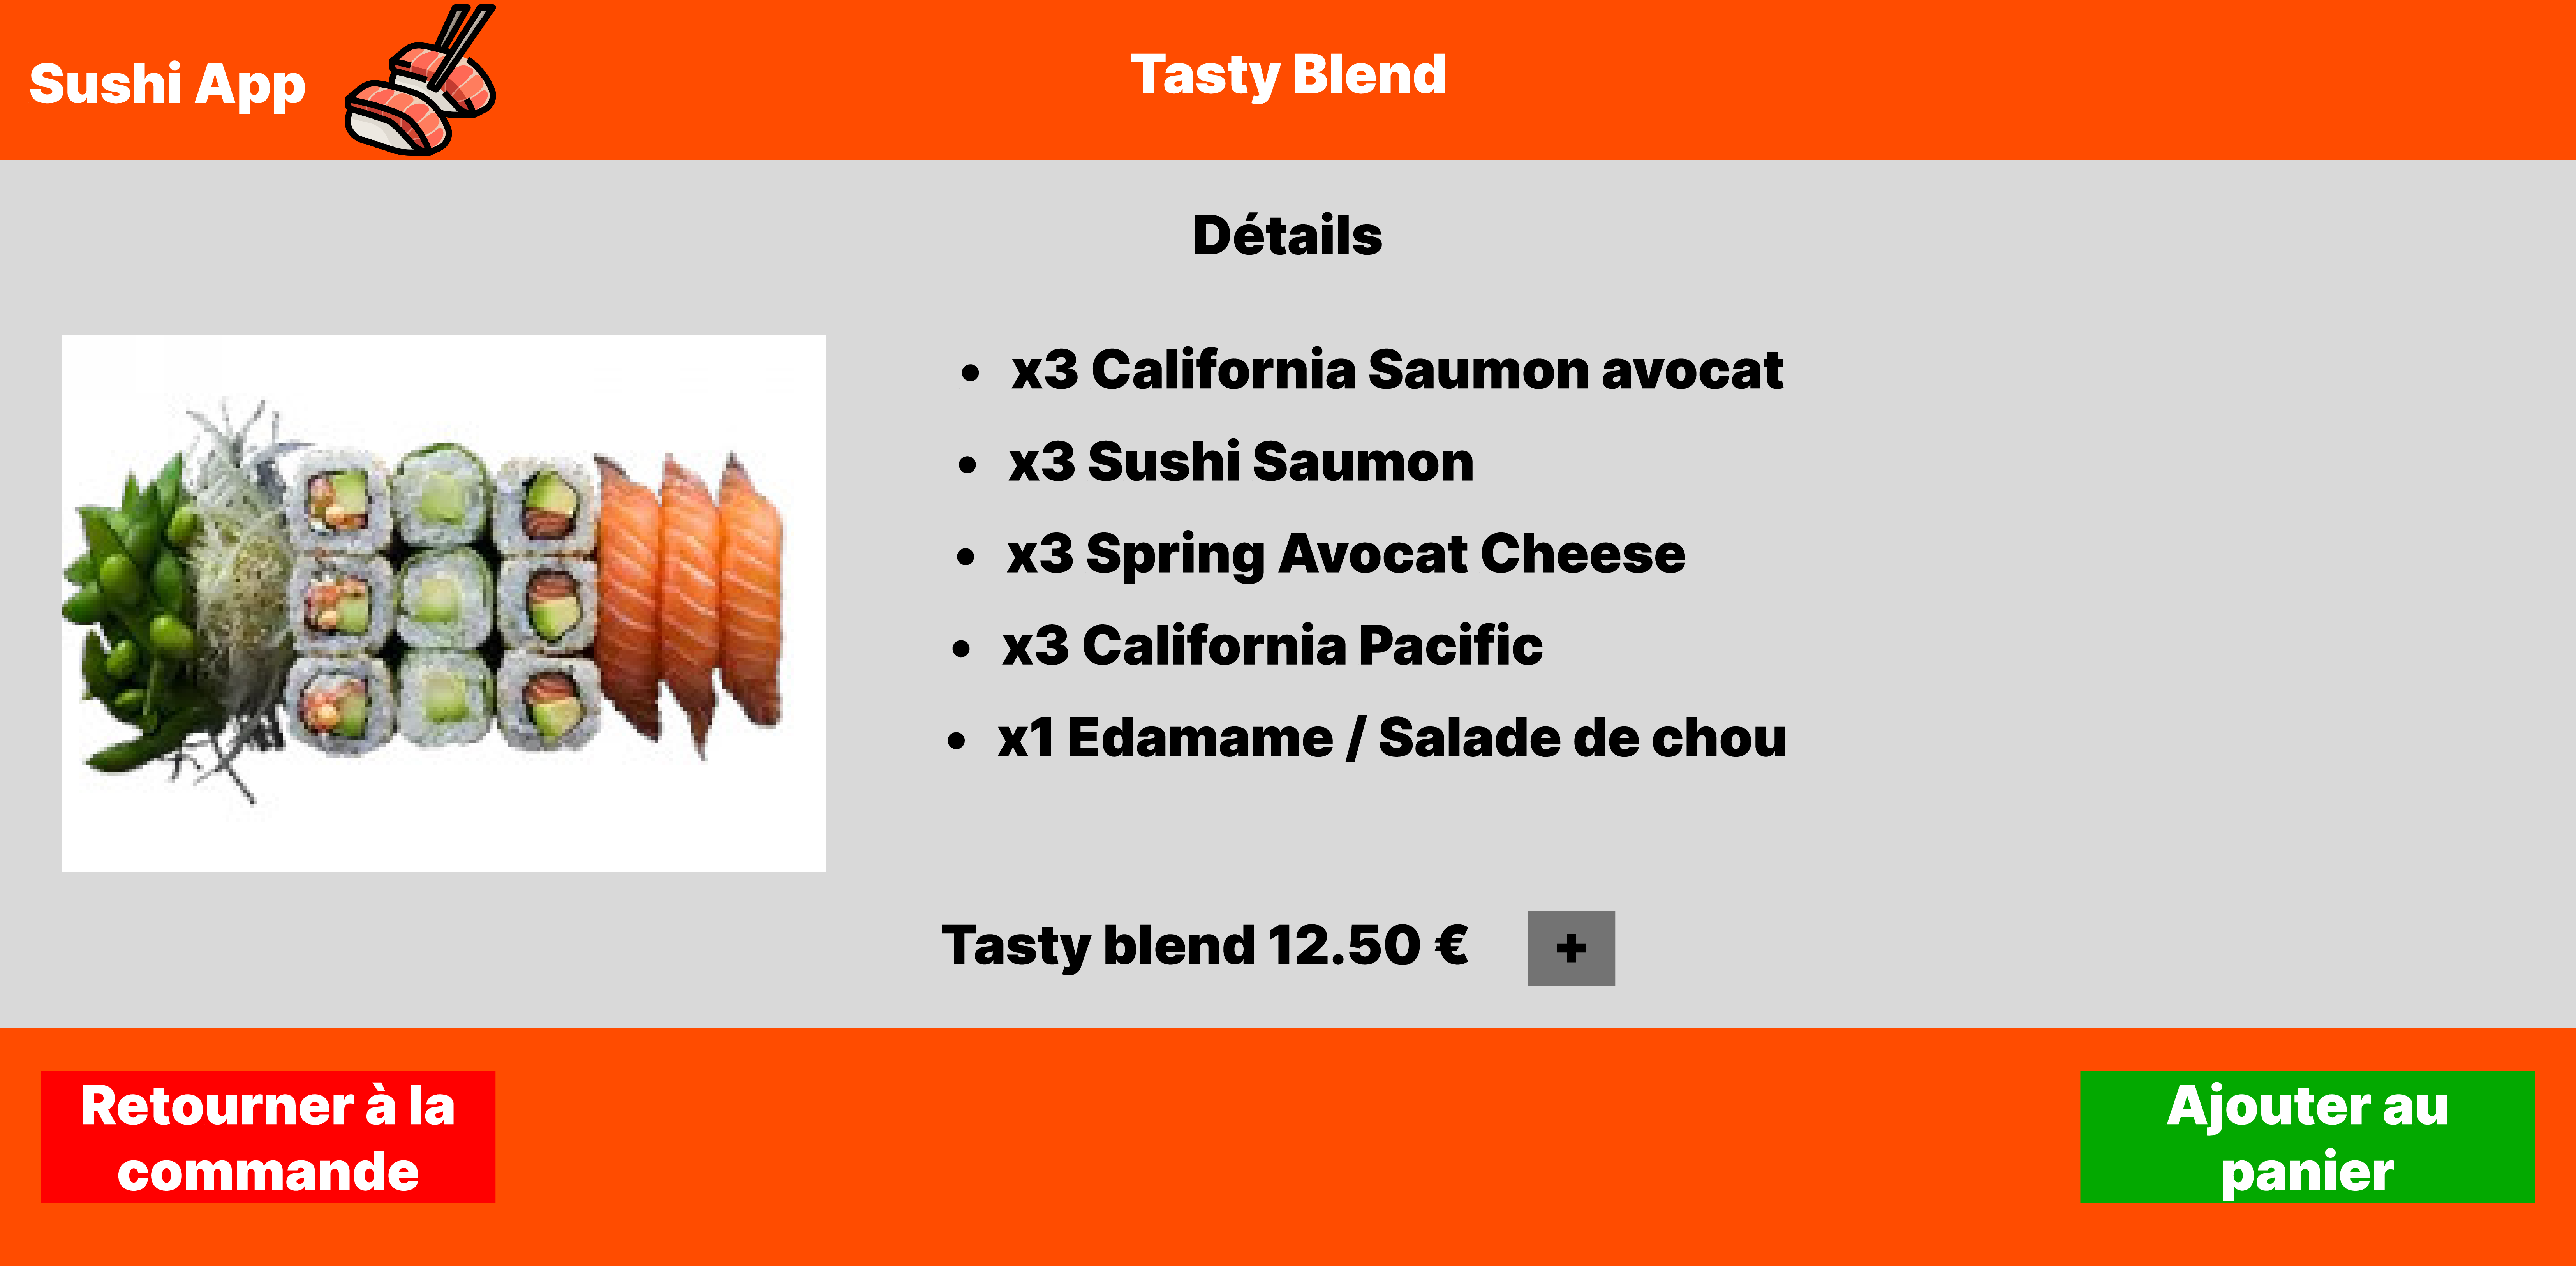 Sushi App
Tasty Blend
Détails
• x3 California Saumon avocat
• x3 Sushi Saumon
• x3 Spring Avocat Cheese
• x3 California Pacific
• x1 Edamame / Salade de chou
Tasty blend 12.50 €
+
Retourner à la
commande
Ajouter au
panier